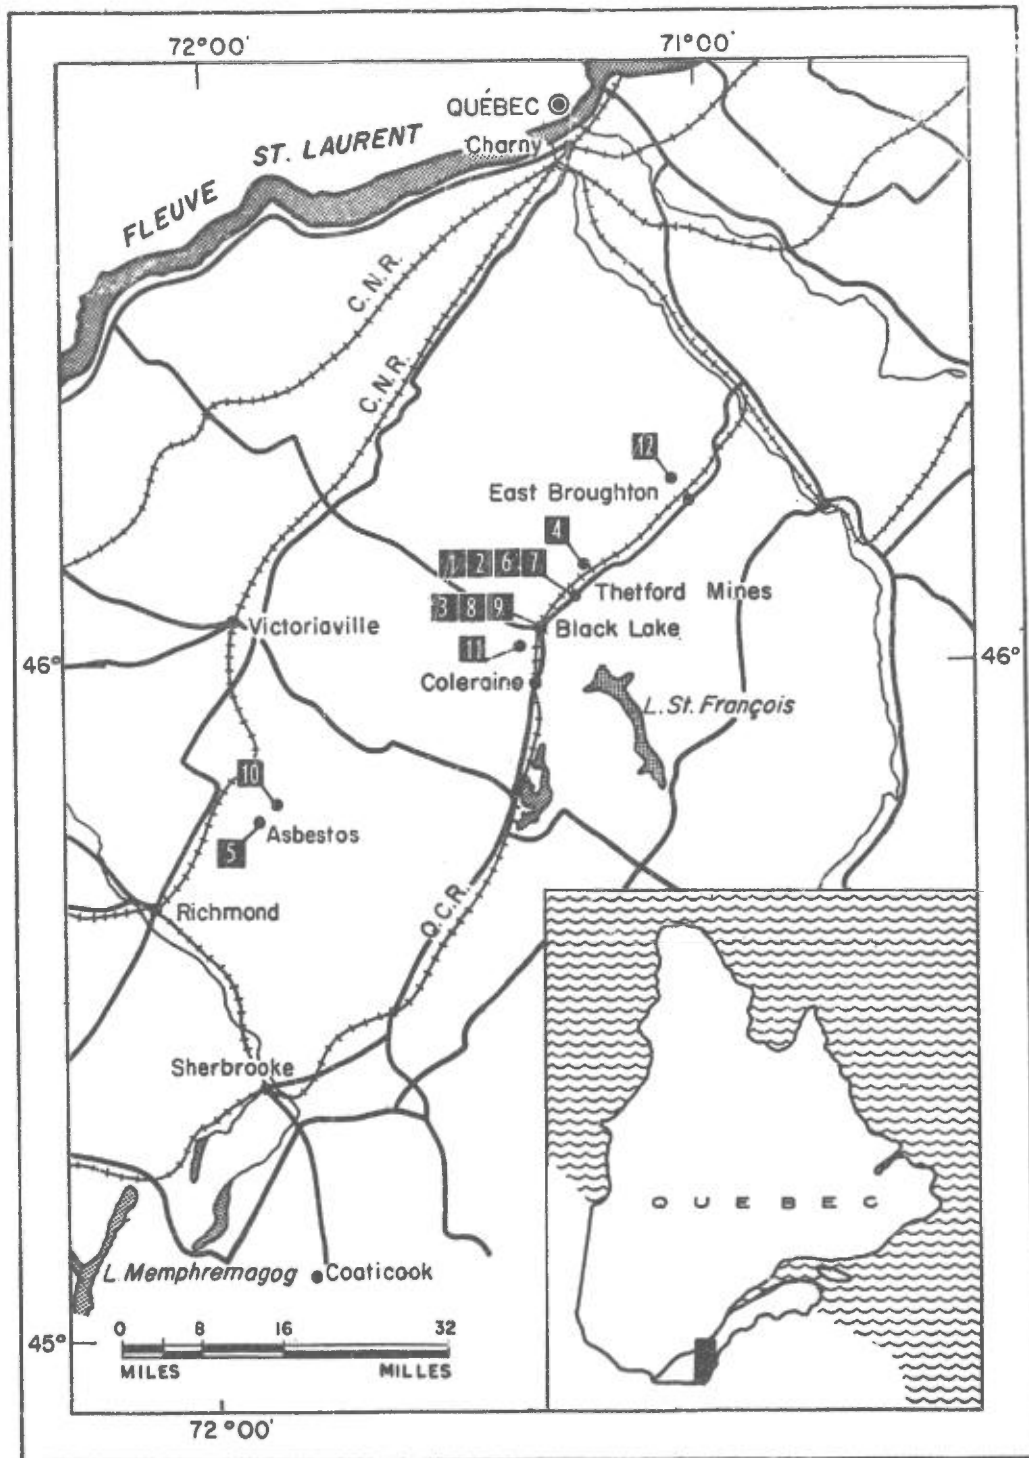 72°00'
71°00'
QUÉBEC
Charny
FLEUVE ST. LAURENT
C.N.R.
C.N.R.
12
East Broughton
4
1 2 6 7
Thetford Mines
3 8 9
Black Lake
Victoriaville
11
46°
46°
Coleraine
L. St. François
10
Asbestos
5
Richmond
Q.C.R.
Sherbrooke
QUEBEC
L. Memphremagog
Coaticook
0 8 16 32
45°
MILES MILLES
72°00'